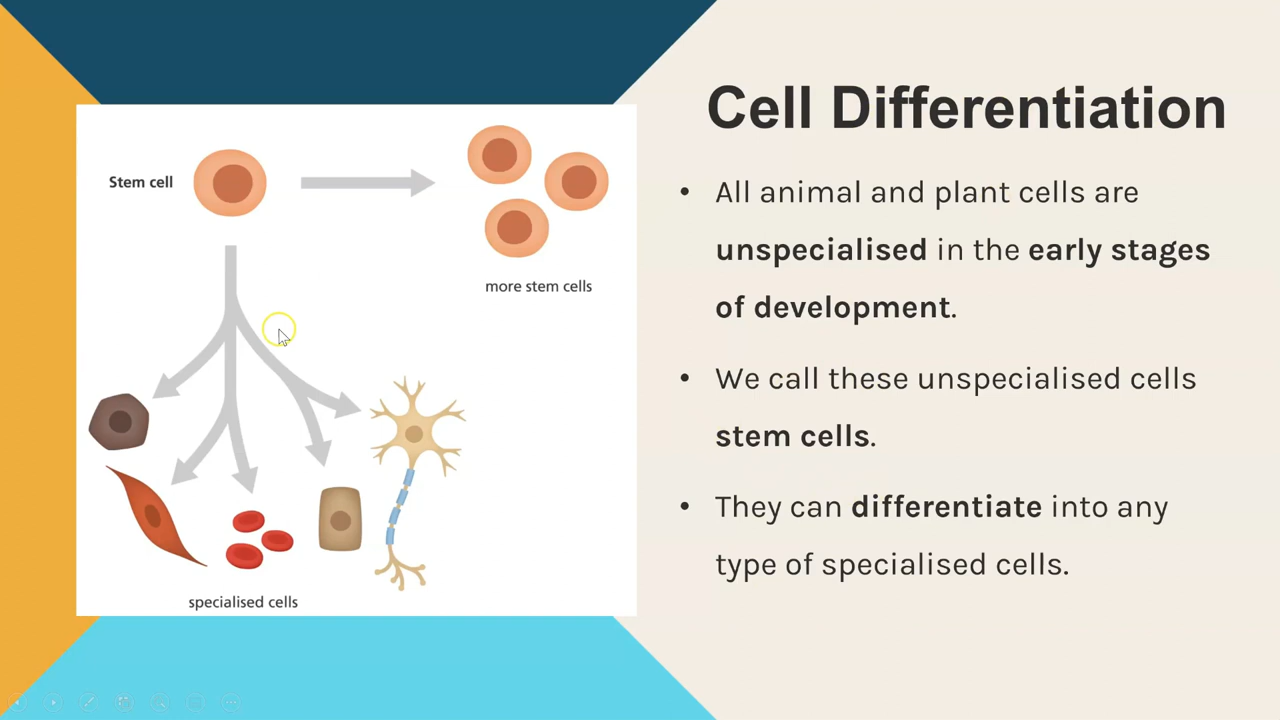 Stem cell
more stem cells
specialised cells
Cell Differentiation
• All animal and plant cells are
unspecialised in the early stages
of development.
• We call these unspecialised cells
stem cells.
• They can differentiate into any
type of specialised cells.